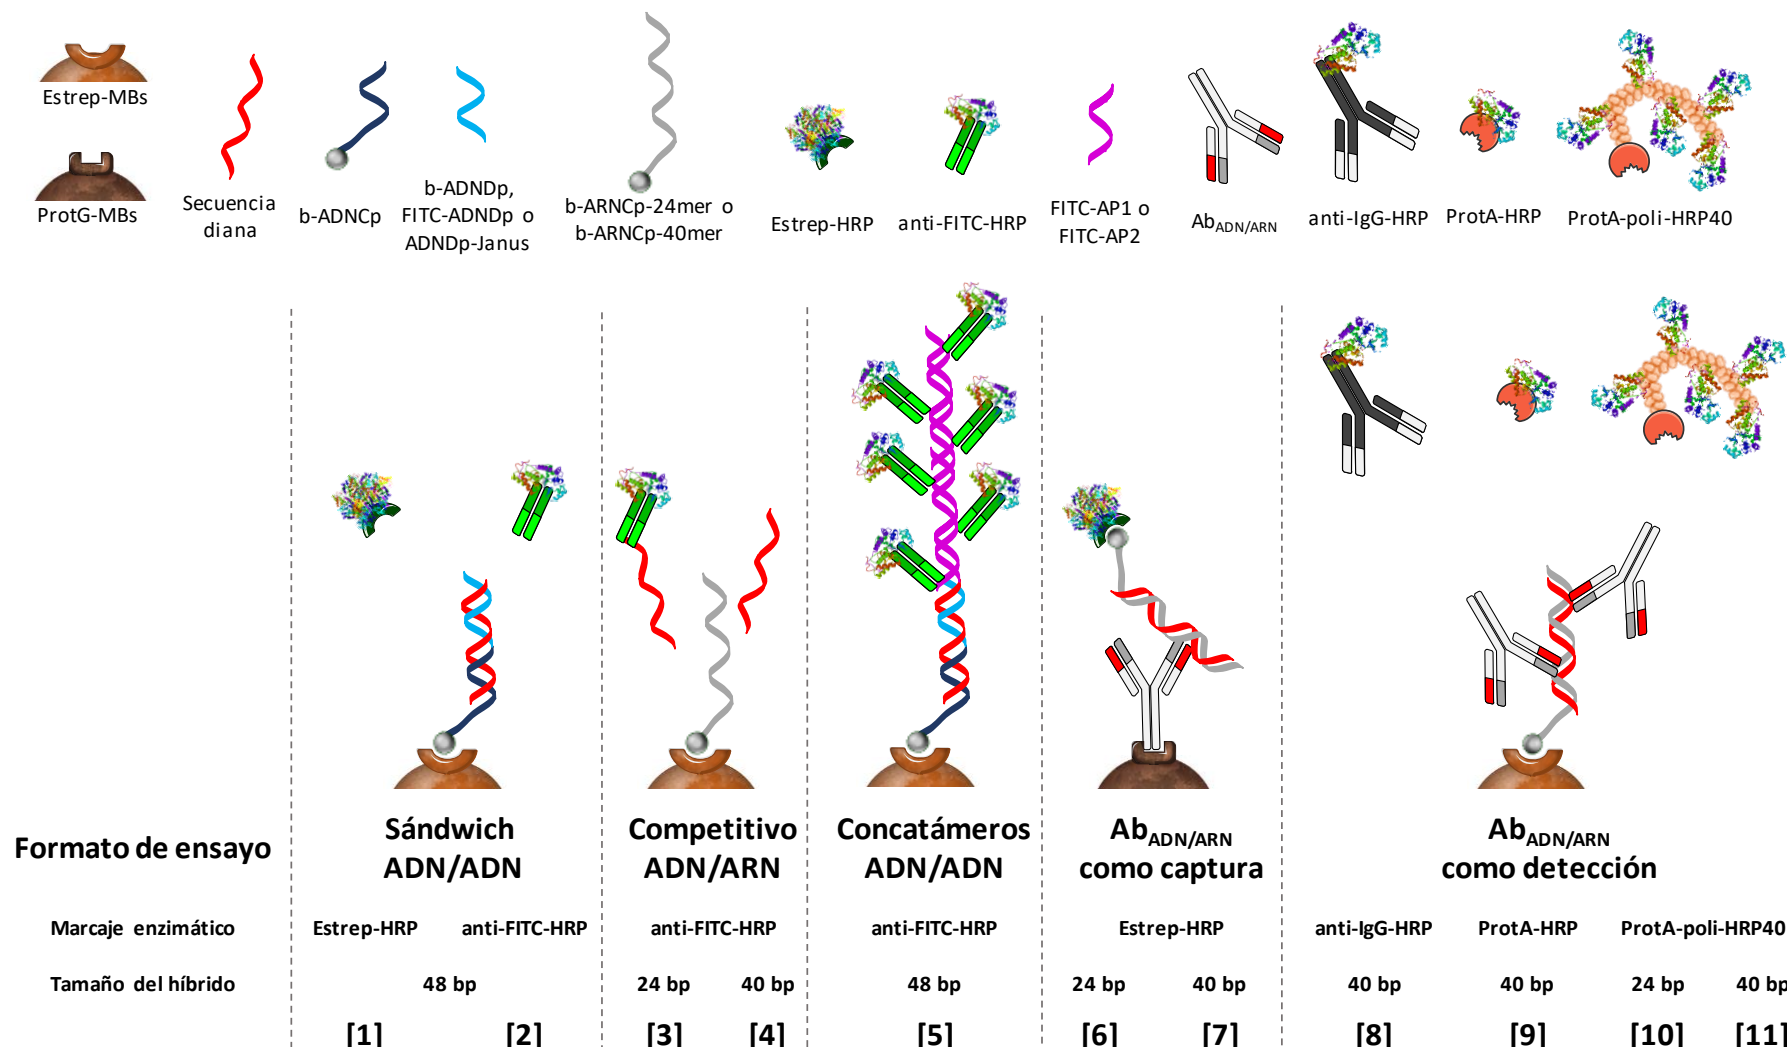 Estrep-MBs
ProtG-MBs
Secuencia
diana
b-ADNCp
b-ADNDp,
FITC-ADNDp o
ADNDp-Janus
b-ARNCp-24mer o
b-ARNCp-40mer
Estrep-HRP
anti-FITC-HRP
FITC-AP1 o
FITC-AP2
AbADN/ARN
anti-IgG-HRP
ProtA-HRP
ProtA-poli-HRP40
Formato de ensayo
Sándwich
ADN/ADN
Competitivo
ADN/ARN
Concatámeros
ADN/ADN
AbADN/ARN
como captura
AbADN/ARN
como detección
Marcaje enzimático
Estrep-HRP
anti-FITC-HRP
anti-FITC-HRP
anti-FITC-HRP
Estrep-HRP
anti-IgG-HRP
ProtA-HRP
ProtA-poli-HRP40
Tamaño del híbrido
48 bp
24 bp
40 bp
48 bp
24 bp
40 bp
40 bp
40 bp
24 bp
40 bp
[1]
[2]
[3]
[4]
[5]
[6]
[7]
[8]
[9]
[10]
[11]